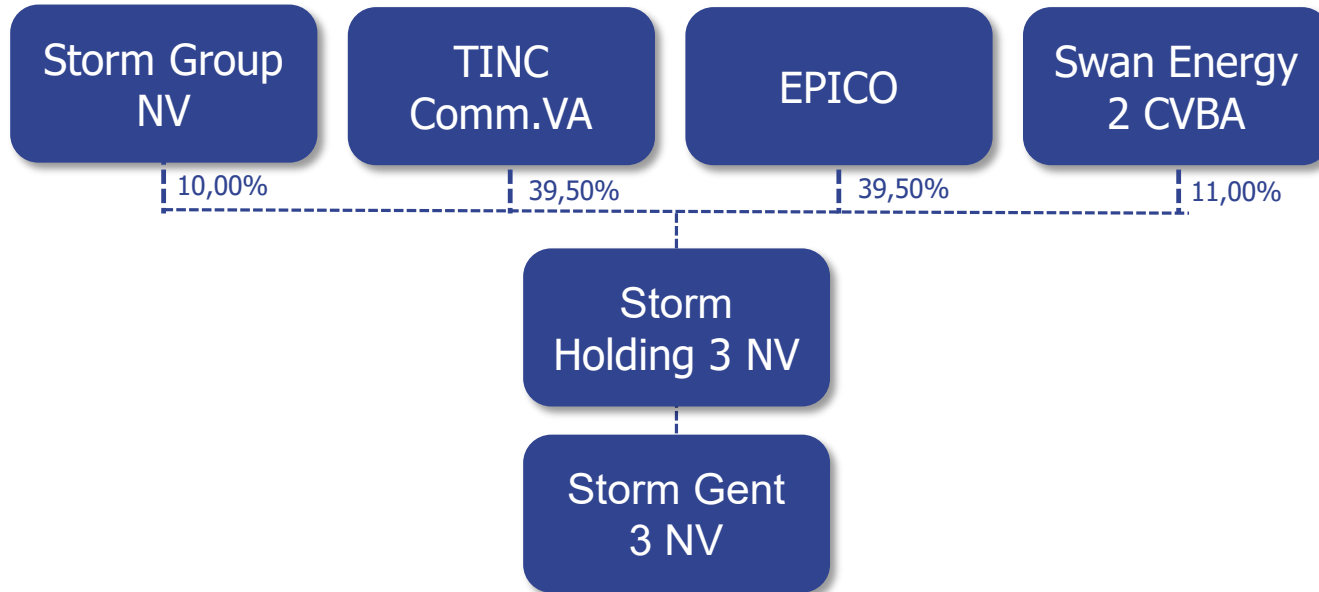 Storm Group
NV
TINC
Comm.VA
EPICO
Swan Energy
2 CVBA
10,00%
39,50%
39,50%
11,00%
Storm
Holding 3 NV
Storm Gent
3 NV